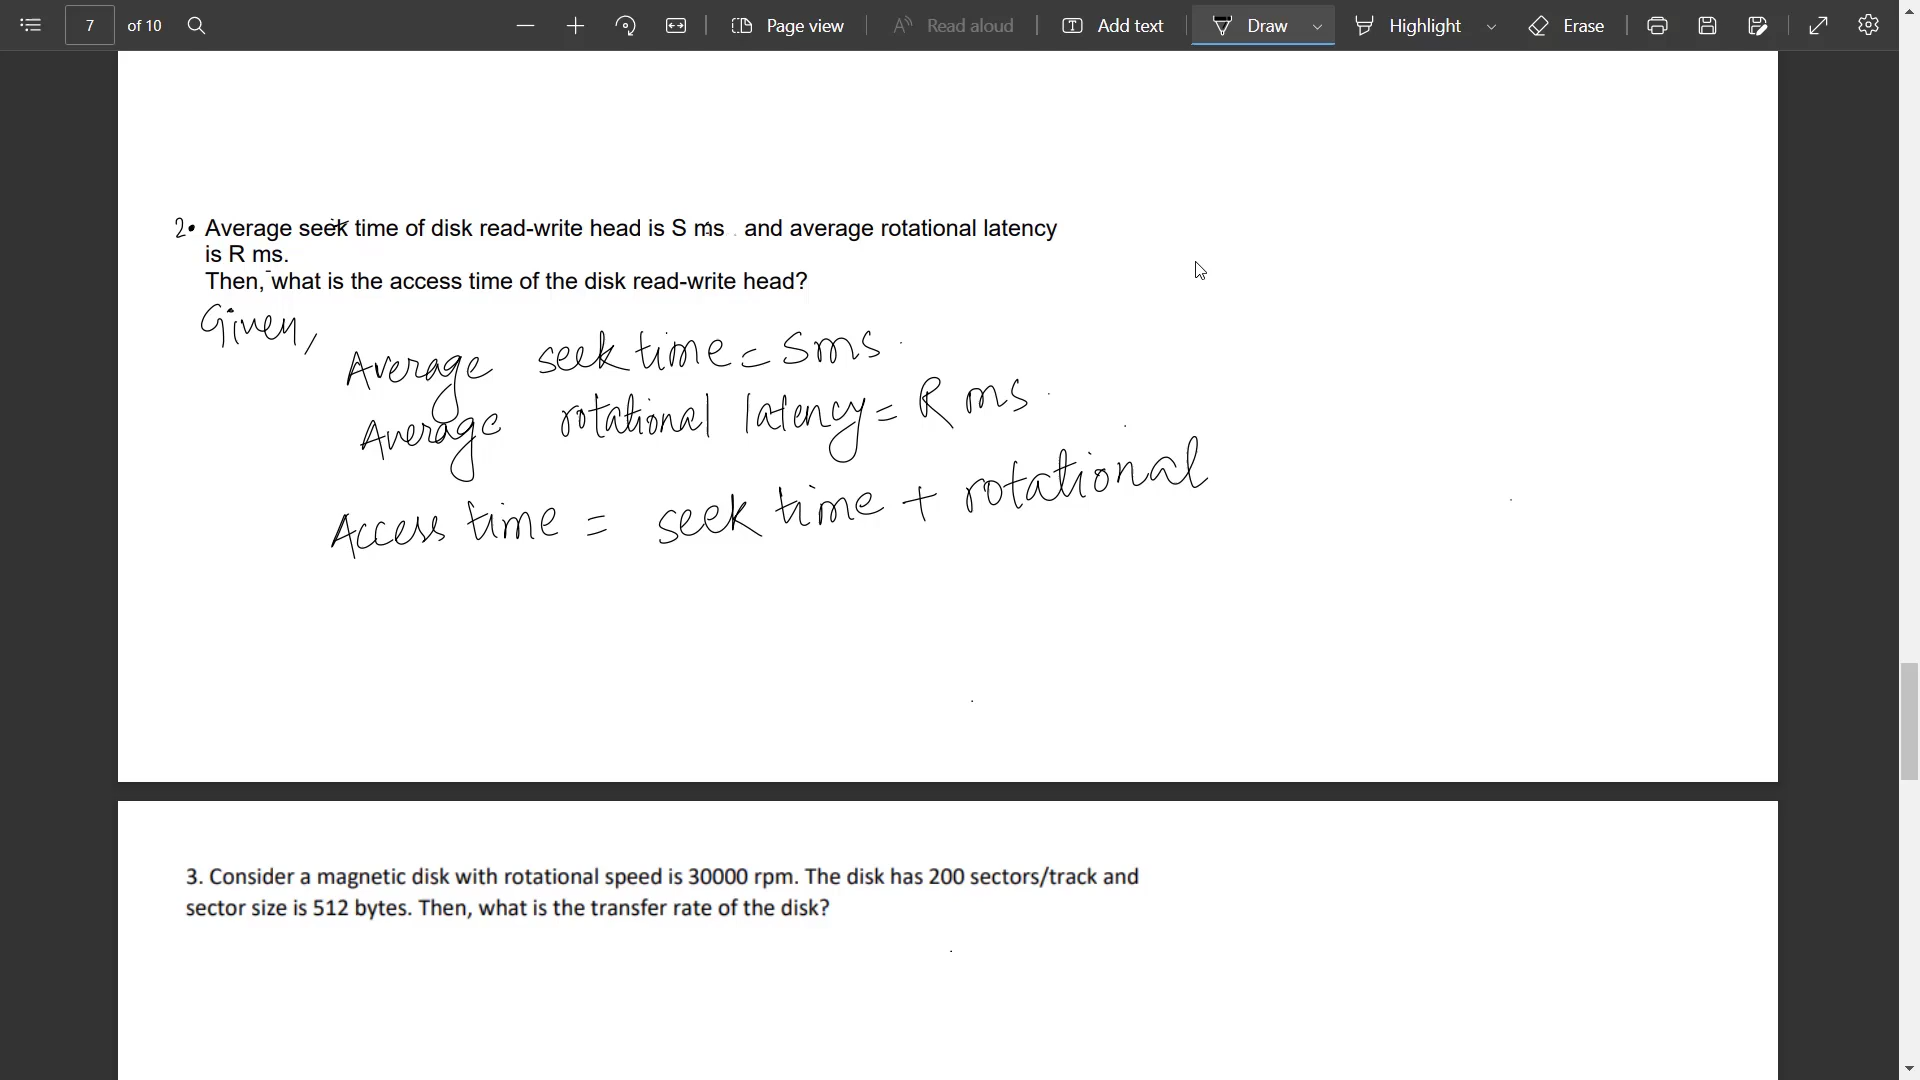 7 of 10 Page view Read aloud Add text Draw Highlight Erase
2. Average seek time of disk read-write head is S ms and average rotational latency
is R ms.
Then, what is the access time of the disk read-write head?
Given,
Average seek time = S ms.
Average rotational latency = R ms.
Access time = seek time + rotational
3. Consider a magnetic disk with rotational speed is 30000 rpm. The disk has 200 sectors/track and
sector size is 512 bytes. Then, what is the transfer rate of the disk?